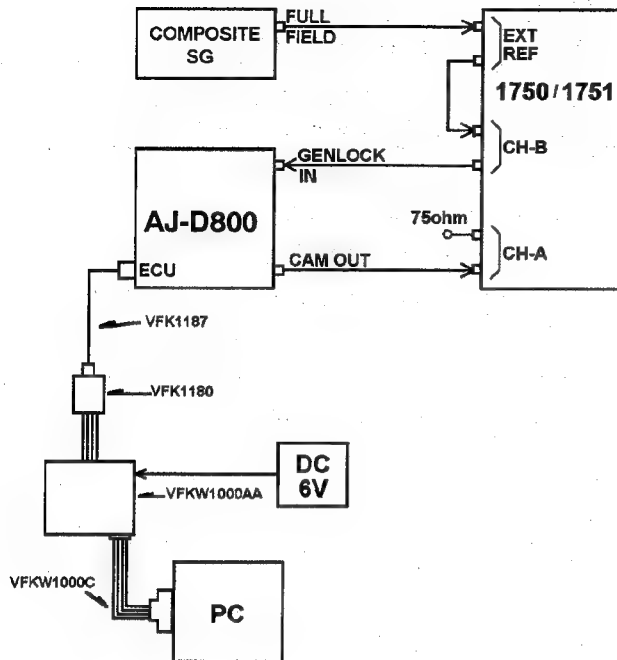 FULL
FIELD
COMPOSITE
SG
EXT
REF
1750/1751
CH-B
GENLOCK
IN
AJ-D800
75ohm
CH-A
CAM OUT
ECU
VFK1187
VFK1180
DC
6V
VFKW1000AA
VFKW1000C
PC